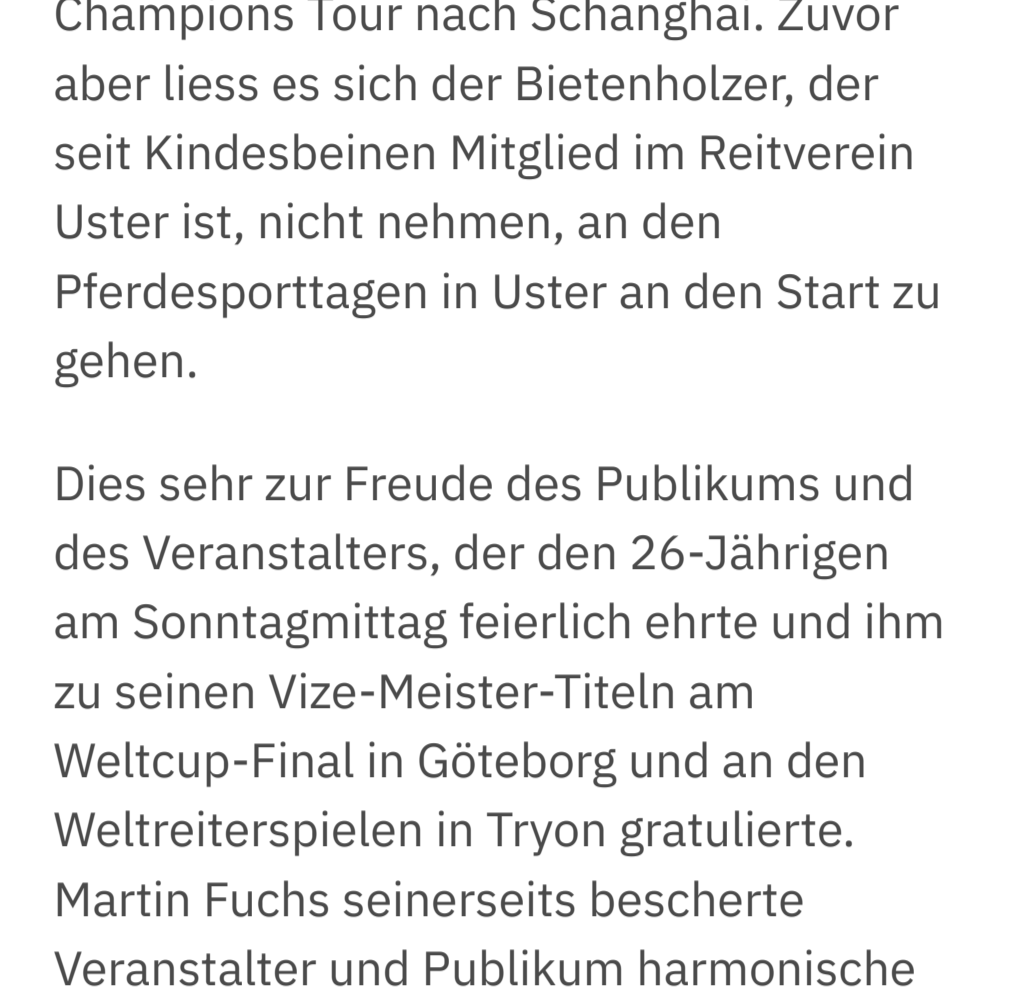 Champions Tour nach Schanghai. Zuvor
aber liess es sich der Bietenholzer, der
seit Kindesbeinen Mitglied im Reitverein
Uster ist, nicht nehmen, an den
Pferdesporttagen in Uster an den Start zu
gehen.
Dies sehr zur Freude des Publikums und
des Veranstalters, der den 26-Jährigen
am Sonntagmittag feierlich ehrte und ihm
zu seinen Vize-Meister-Titeln am
Weltcup-Final in Göteborg und an den
Weltreiterspielen in Tryon gratulierte.
Martin Fuchs seinerseits bescherte
Veranstalter und Publikum harmonische